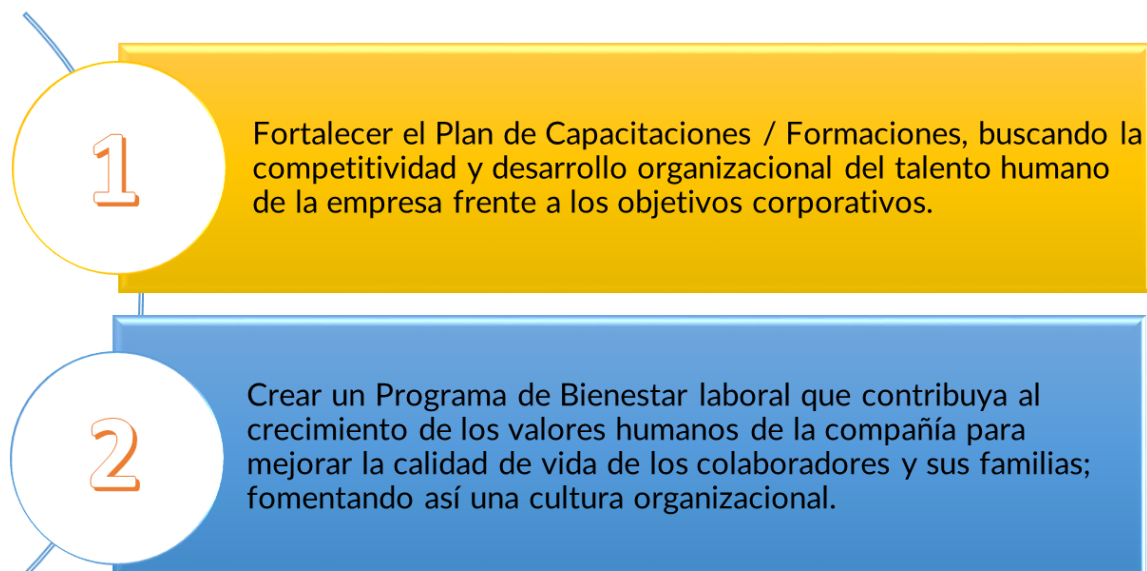 1
Fortalecer el Plan de Capacitaciones / Formaciones, buscando la
competitividad y desarrollo organizacional del talento humano
de la empresa frente a los objetivos corporativos.
2
Crear un Programa de Bienestar laboral que contribuya al
crecimiento de los valores humanos de la compañía para
mejorar la calidad de vida de los colaboradores y sus familias;
fomentando así una cultura organizacional.